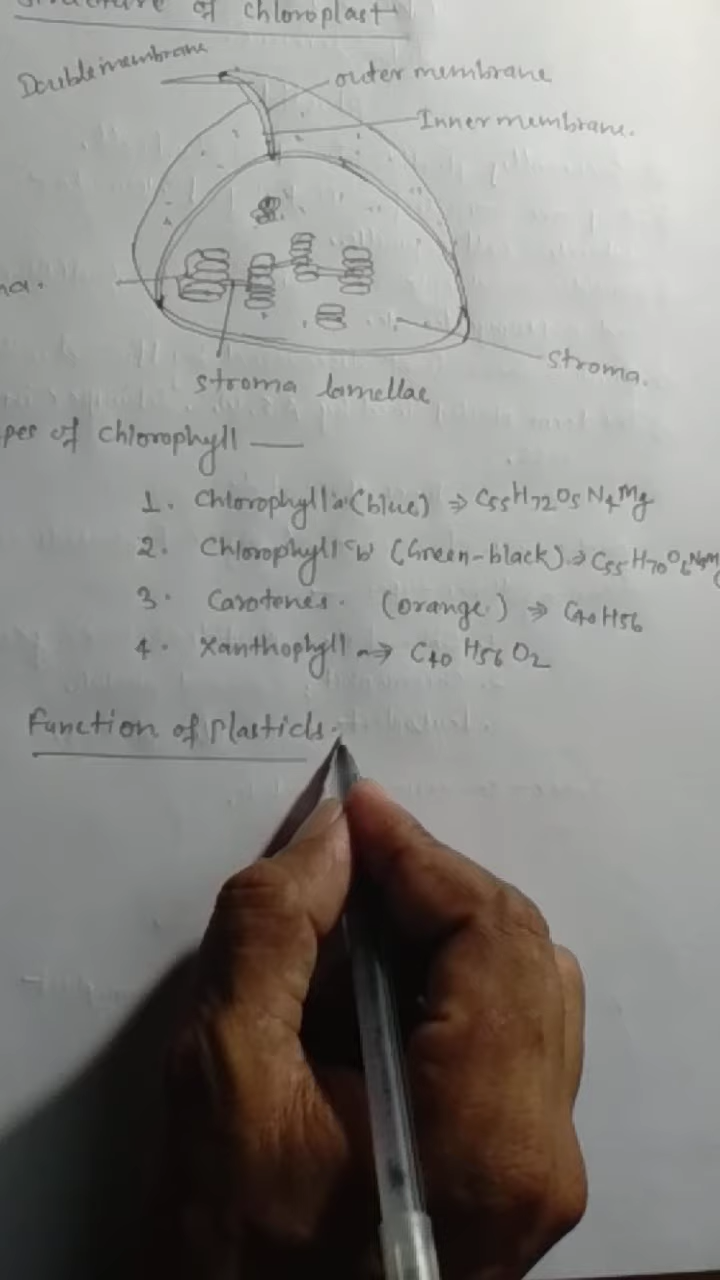 Structure of Chloroplast
Double membrane
outer membrane
Inner membrane.
stroma.
stroma lamellae
pes of chlorophyll —
1. Chlorophyll 'a' (blue) ⇒ C55H72O5N4Mg
2. Chlorophyll 'b' (Green-black) ⇒ C55H70O6N4Mg
3. Carotenes. (orange) ⇒ C40H56
4. Xanthophyll ⇒ C40H56O2
Function of Plastids.